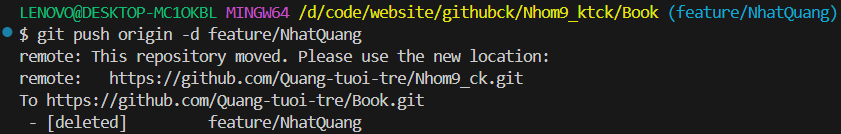 LENOVO@DESKTOP-MC1OKBL MINGW64 /d/code/website/githubck/Nhom9_ktck/Book (feature/NhatQuang)
$ git push origin -d feature/NhatQuang
remote: This repository moved. Please use the new location:
remote:   https://github.com/Quang-tuoi-tre/Nhom9_ck.git
To https://github.com/Quang-tuoi-tre/Book.git
 - [deleted]         feature/NhatQuang